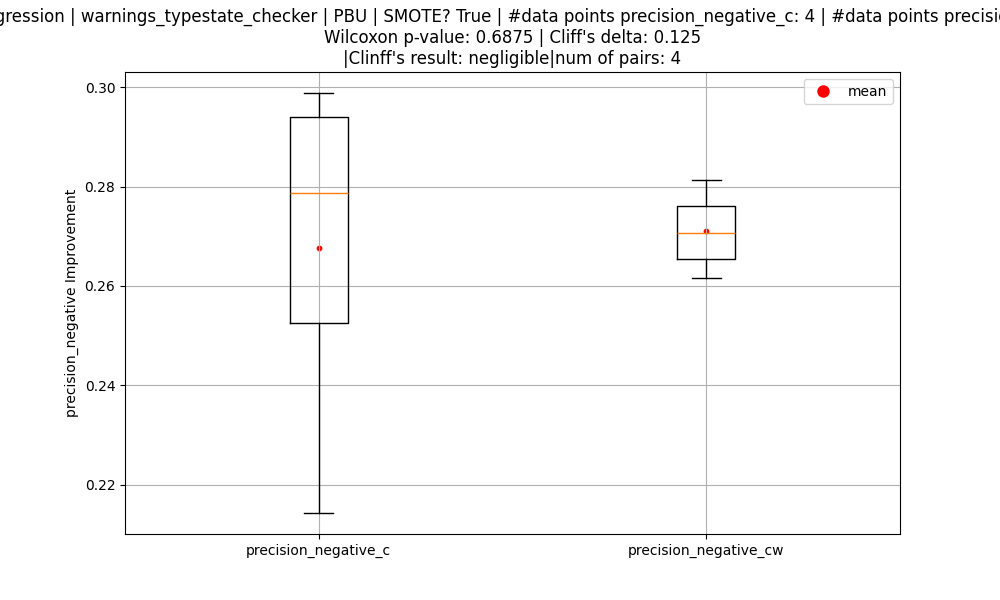 | warnings_typestate_checker | PBU | SMOTE? True | #data points precision_negative_c: 4 | #data points
Wilcoxon p-value: 0.6875 | Cliff's delta: 0.125
|Clinff's result: negligible|num of pairs: 4
mean
0.30
0.28
0.26
0.24
0.22
precision_negative Improvement
precision_negative_c
precision_negative_cw